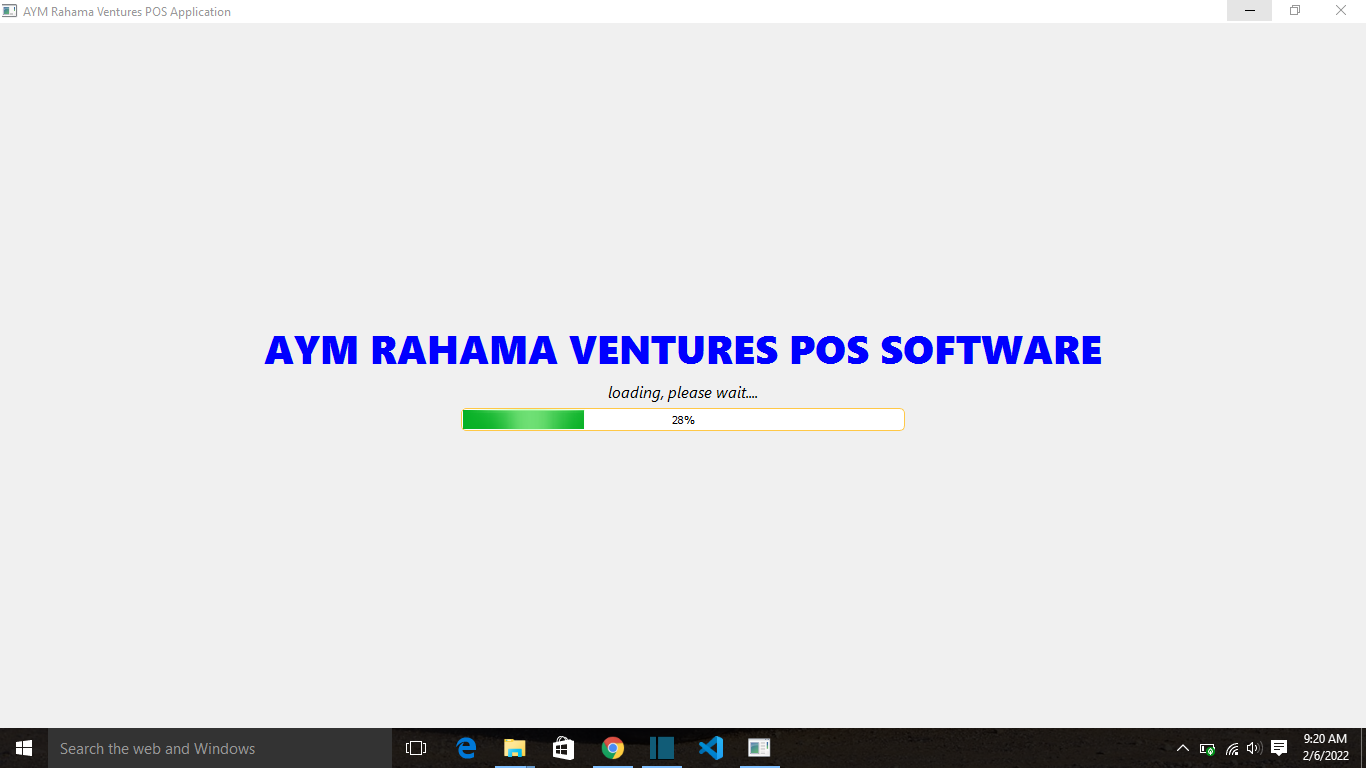 AYM Rahama Ventures POS Application
AYM RAHAMA VENTURES POS SOFTWARE
loading, please wait....
28%
Search the web and Windows
9:20 AM
2/6/2022